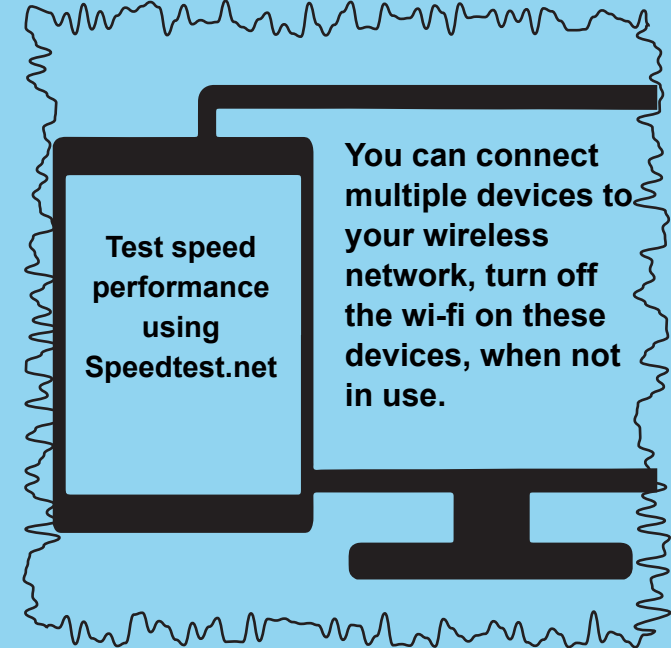 Test speed
performance
using
Speedtest.net
You can connect
multiple devices to
your wireless
network, turn off
the wi-fi on these
devices, when not
in use.